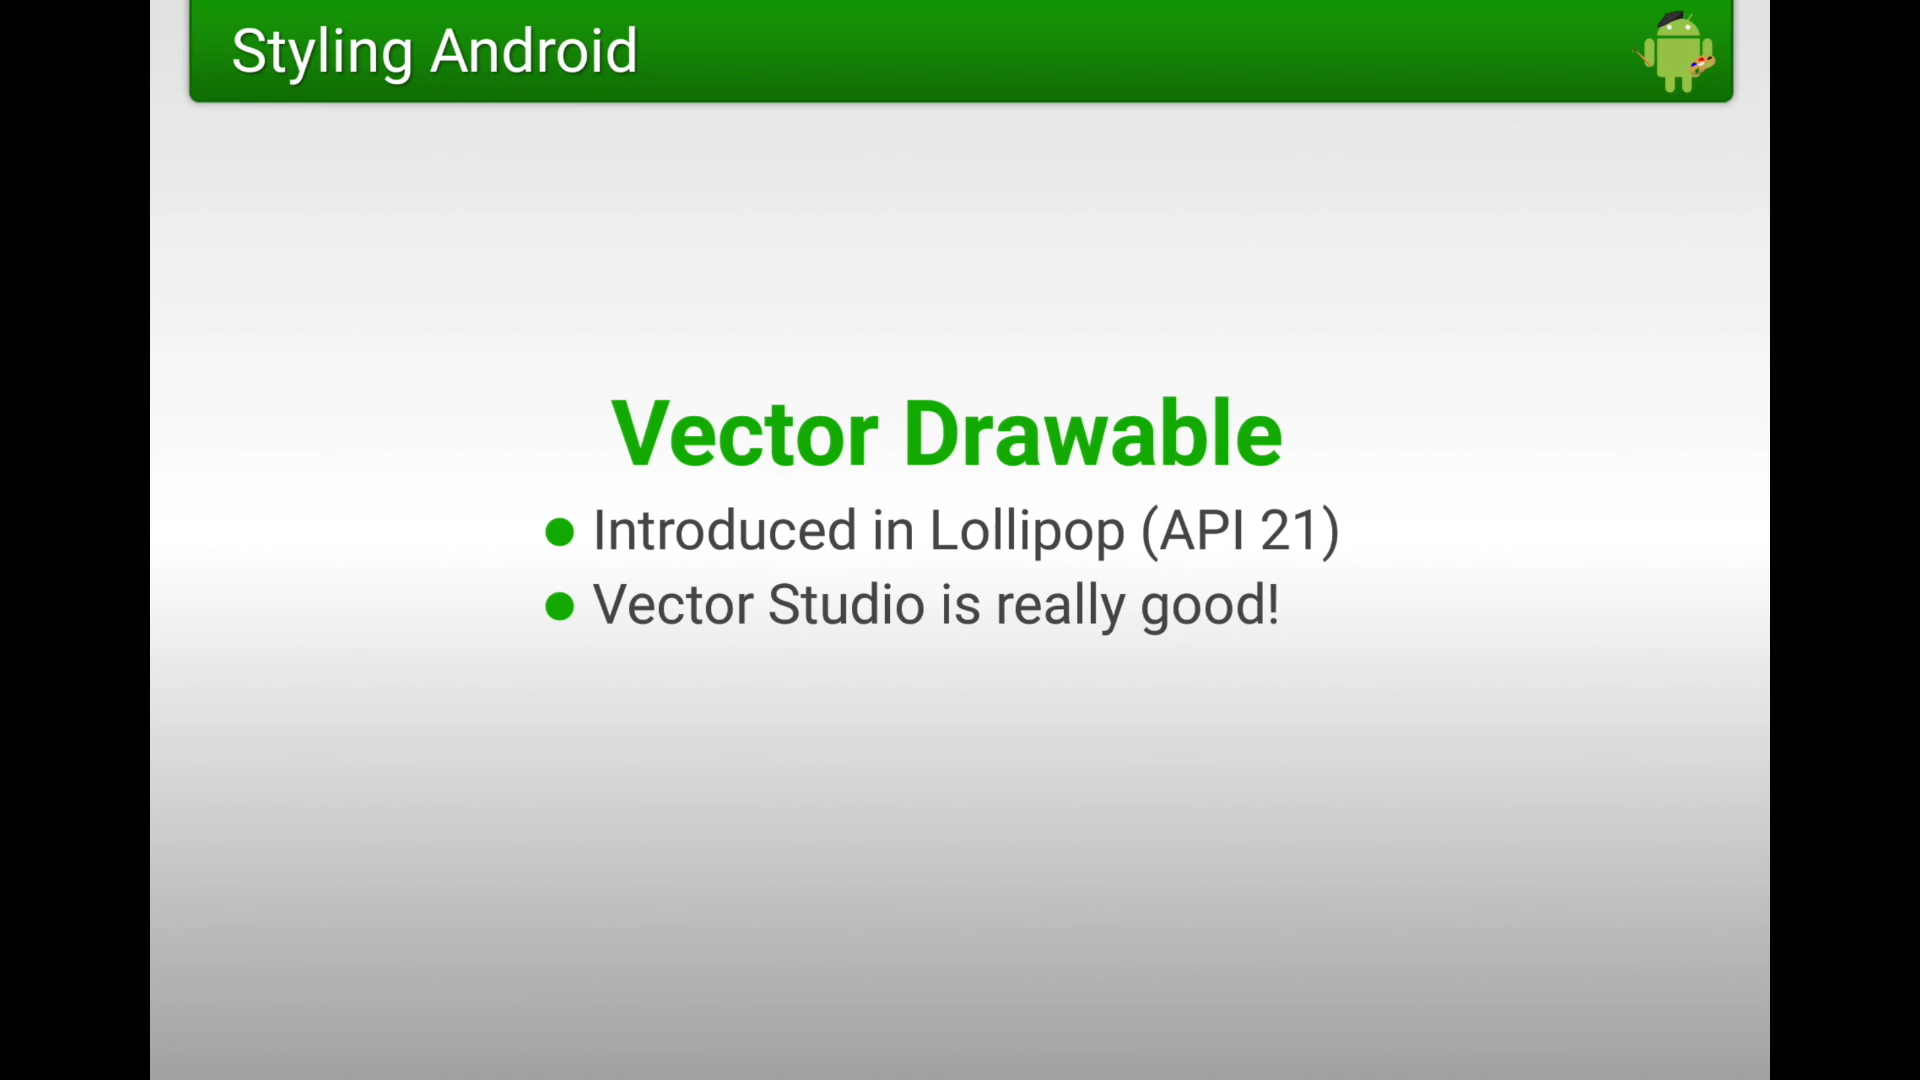 Styling Android
Vector Drawable
Introduced in Lollipop (API 21)
Vector Studio is really good!